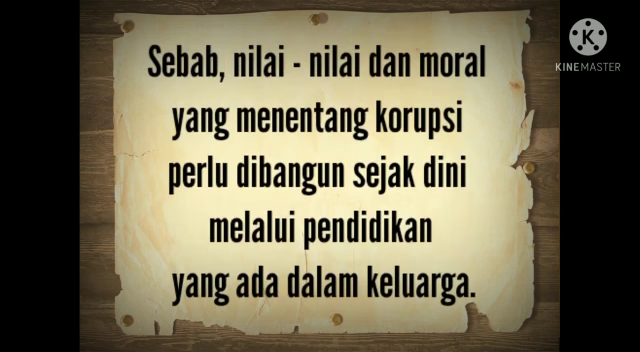 Sebab, nilai - nilai dan moral
yang menentang korupsi
perlu dibangun sejak dini
melalui pendidikan
yang ada dalam keluarga.
K
KINEMASTER